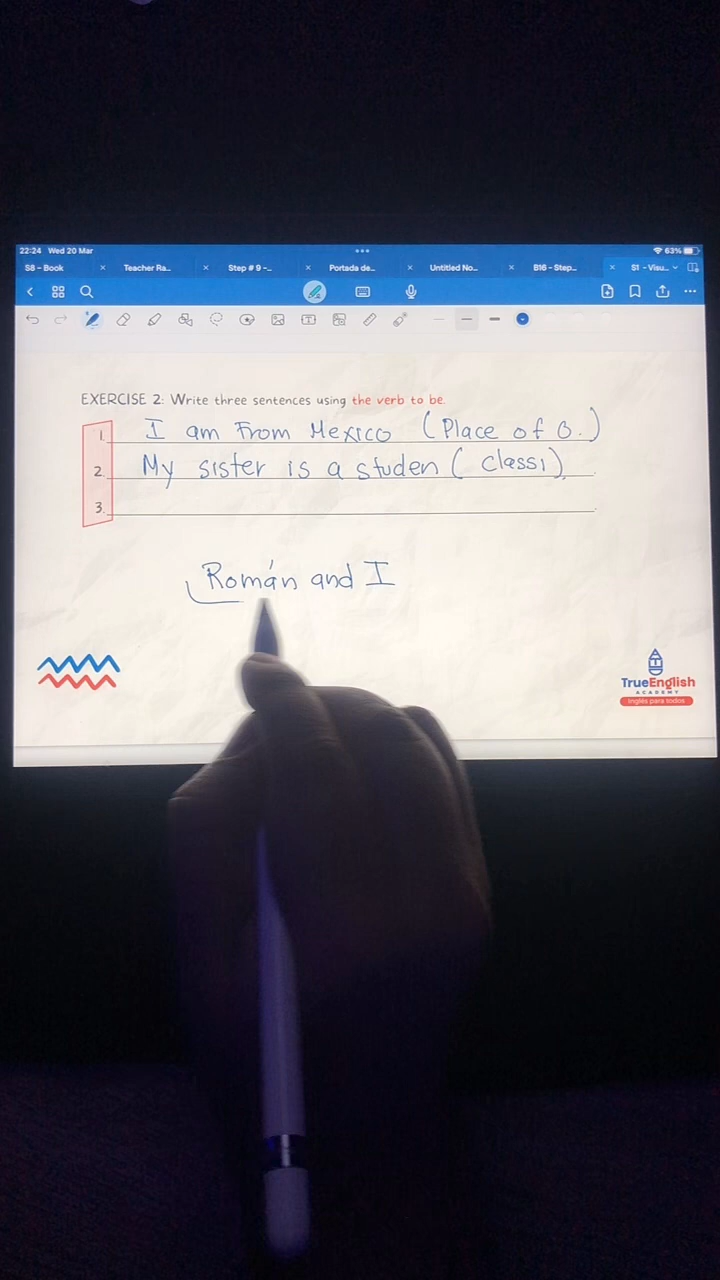 22:24 Wed 20 Mar
63%
S8 - Book × Teacher Ra... × Step # 9 -... × Portada de... × Untitled No... × B16 - Step... × S1 - Visu...
EXERCISE 2: Write three sentences using the verb to be.
1. I am From Mexico (Place of O.)
2. My sister is a studen ( class1).
3.
Román and I
TrueEnglish
ACADEMY
Inglés para todos